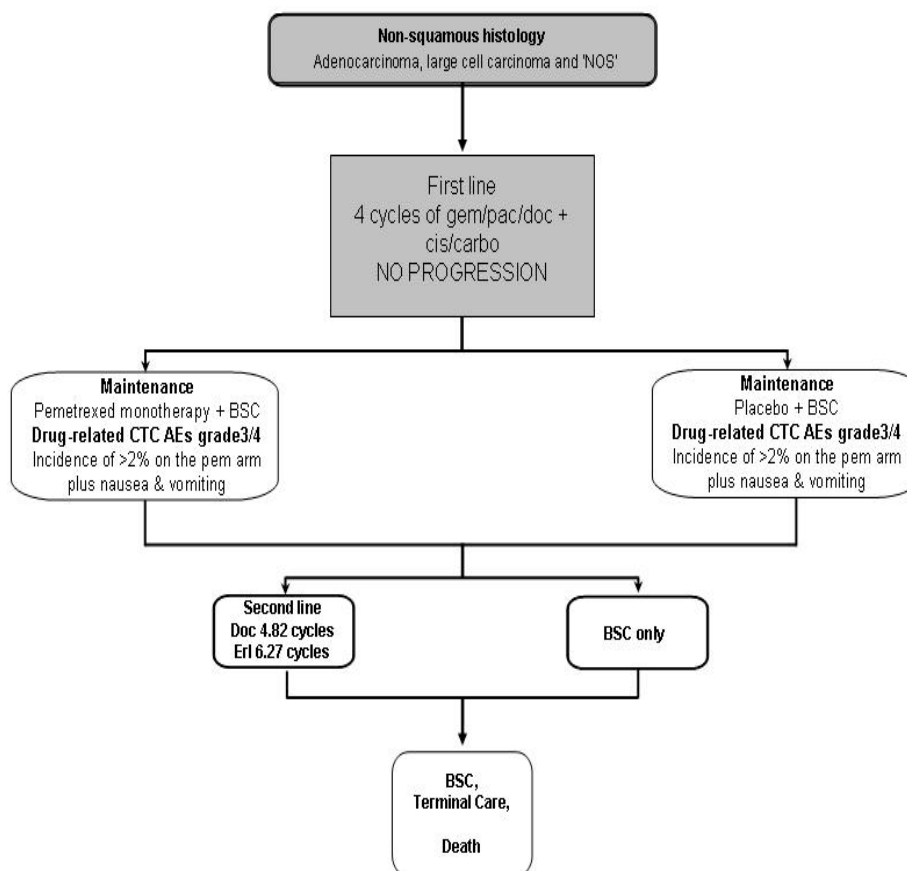 Non-squamous histology
Adenocarcinoma, large cell carcinoma and 'NOS'
First line
4 cycles of gem/pac/doc +
cis/carbo
NO PROGRESSION
Maintenance
Pemetrexed monotherapy + BSC
Drug-related CTC AEs grade3/4
Incidence of >2% on the pem arm
plus nausea & vomiting
Maintenance
Placebo + BSC
Drug-related CTC AEs grade3/4
Incidence of >2% on the pem arm
plus nausea & vomiting
Second line
Doc 4.82 cycles
Erl 6.27 cycles
BSC only
BSC,
Terminal Care,
Death